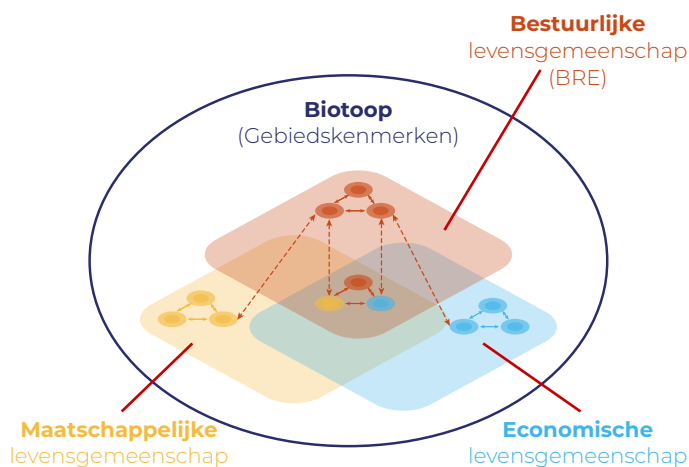 Bestuurlijke
levensgemeenschap
(BRE)
Biotoop
(Gebiedskenmerken)
Maatschappelijke
levensgemeenschap
Economische
levensgemeenschap